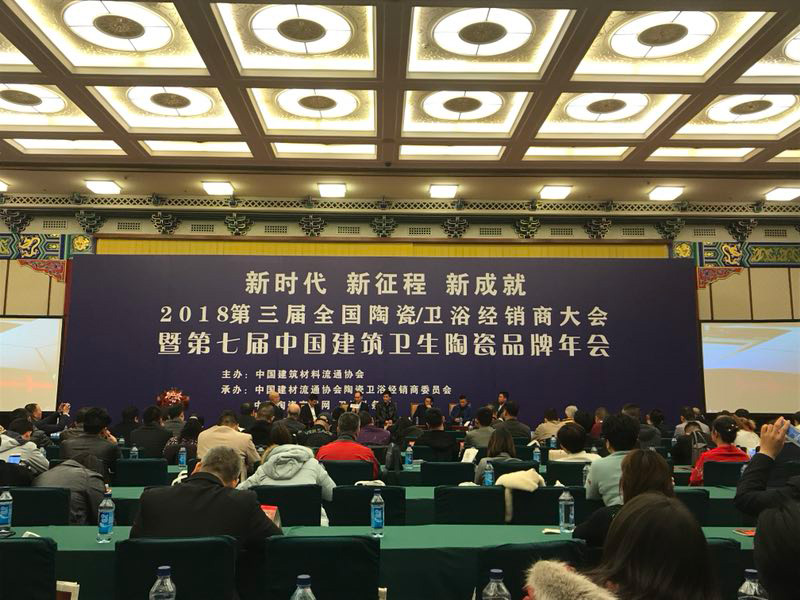 新时代 新征程 新成就
2018第三届全国陶瓷/卫浴经销商大会
暨第七届中国建筑卫生陶瓷品牌年会
主办：中国建筑材料流通协会
承办：中国建材流通协会陶瓷卫浴经销商委员会